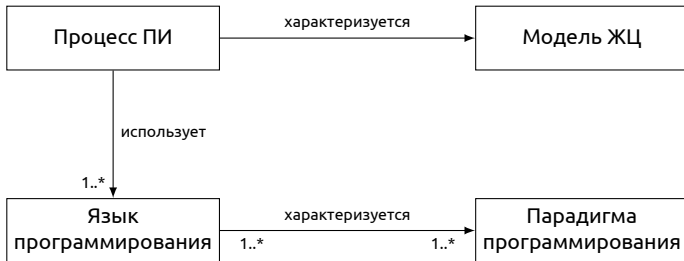 Процесс ПИ
характеризуется
Модель ЖЦ
использует
1..*
Язык
программирования
характеризуется
1..*
1..*
Парадигма
программирования